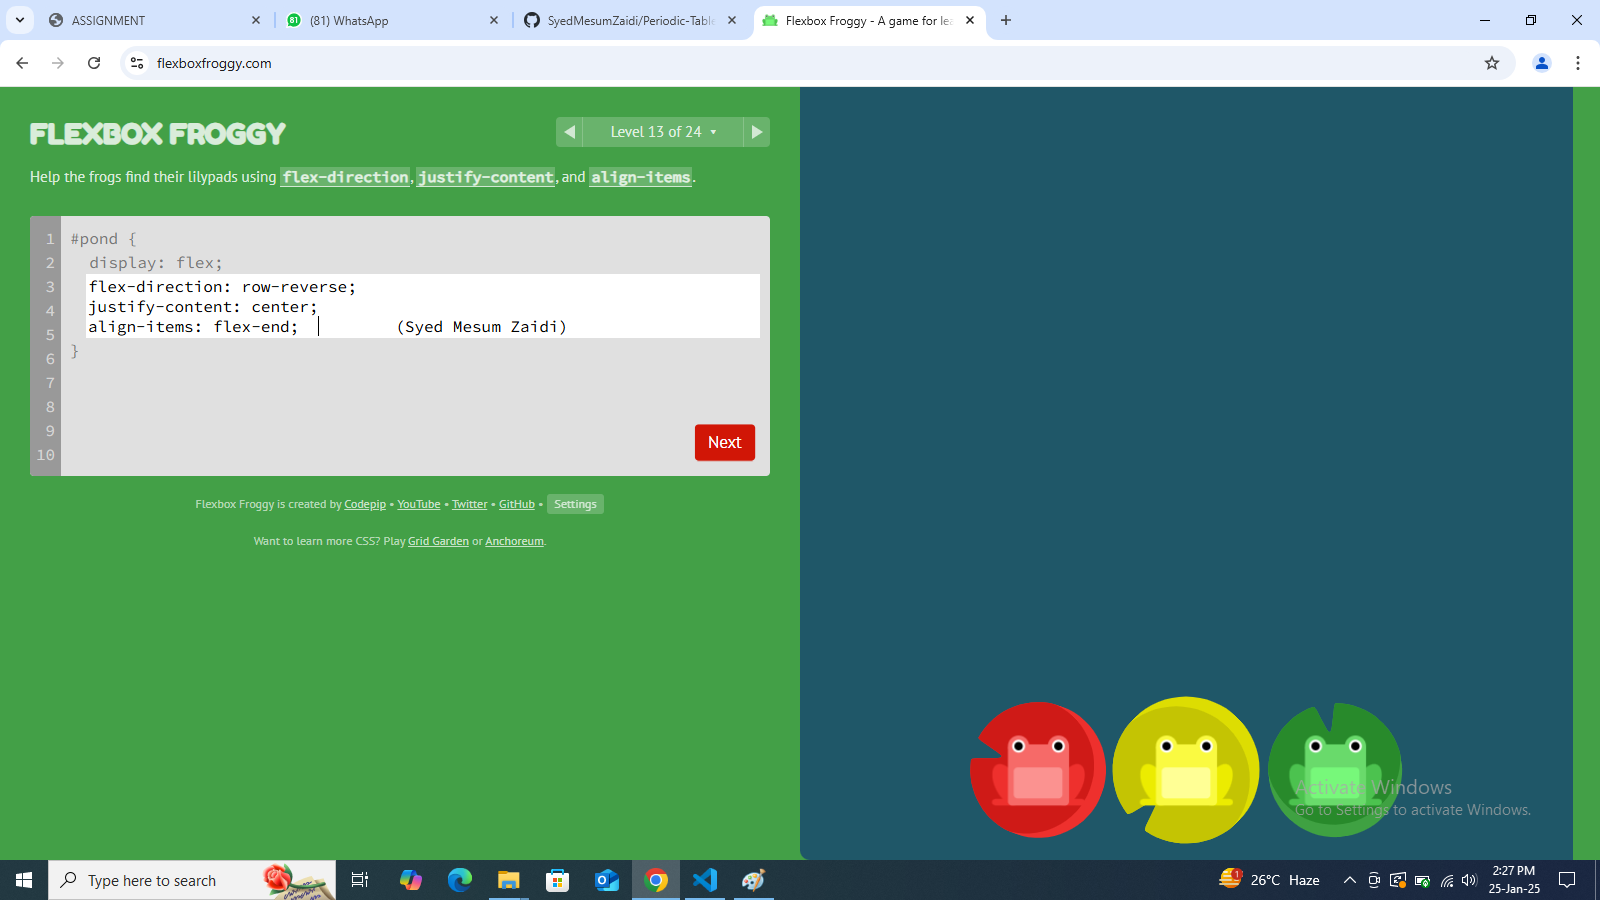 ASSIGNMENT
(81) WhatsApp
SyedMesumZaidi/Periodic-Table
Flexbox Froggy - A game for lea
flexboxfroggy.com
FLEXBOX FROGGY
Level 13 of 24 ▾
Help the frogs find their lilypads using flex-direction, justify-content, and align-items.
1 #pond {
2 display: flex;
3 flex-direction: row-reverse;
4 justify-content: center;
5 align-items: flex-end; (Syed Mesum Zaidi)
6 }
7
8
9
10
Next
Flexbox Froggy is created by Codepip • YouTube • Twitter • GitHub • Settings
Want to learn more CSS? Play Grid Garden or Anchoreum.
Activate Windows
Go to Settings to activate Windows.
Type here to search
1
26°C Haze
2:27 PM
25-Jan-25